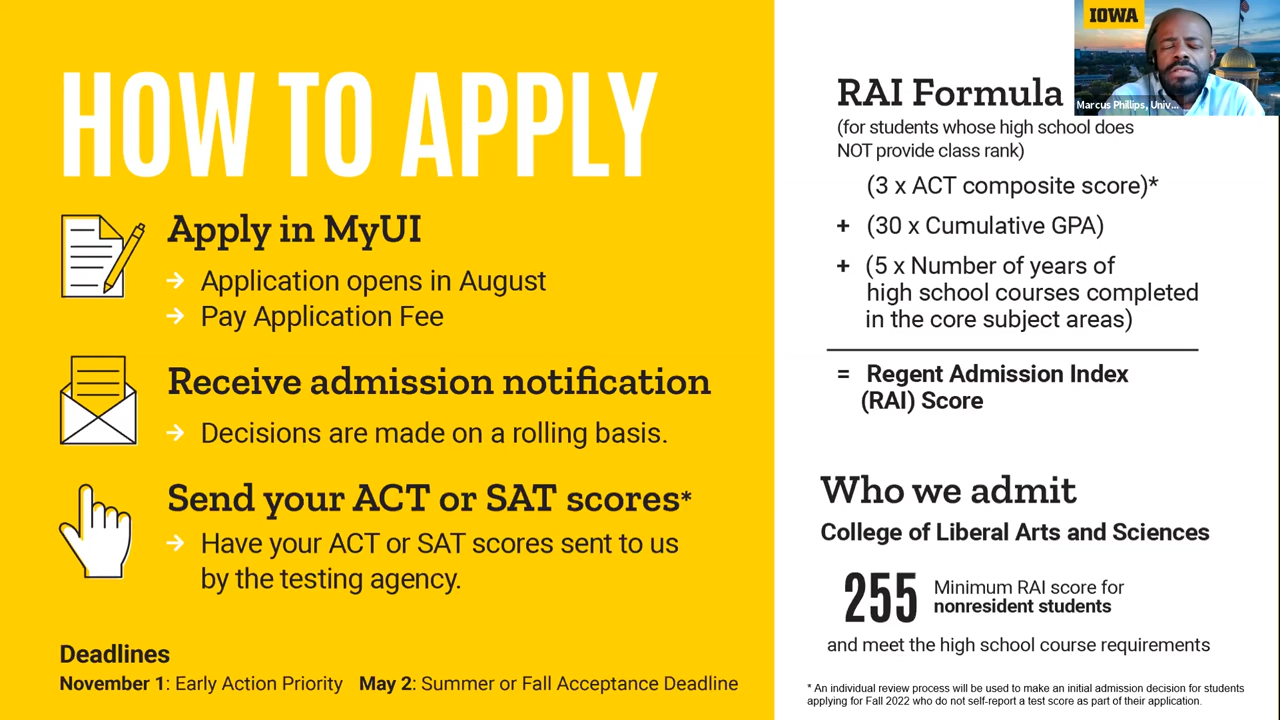 HOW TO APPLY
Apply in MyUI
→ Application opens in August
→ Pay Application Fee
Receive admission notification
→ Decisions are made on a rolling basis.
Send your ACT or SAT scores*
→ Have your ACT or SAT scores sent to us
by the testing agency.
Deadlines
November 1: Early Action Priority May 2: Summer or Fall Acceptance Deadline
IOWA
Marcus Phillips, Univ...
RAI Formula
(for students whose high school does
NOT provide class rank)
(3 x ACT composite score)*
+ (30 x Cumulative GPA)
+ (5 x Number of years of
high school courses completed
in the core subject areas)
= Regent Admission Index
(RAI) Score
Who we admit
College of Liberal Arts and Sciences
255 Minimum RAI score for
nonresident students
and meet the high school course requirements
* An individual review process will be used to make an initial admission decision for students
applying for Fall 2022 who do not self-report a test score as part of their application.